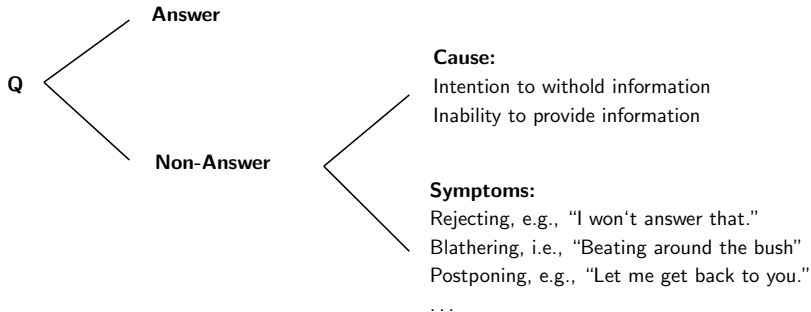 Answer
Q
Non-Answer
Cause:
Intention to withold information
Inability to provide information
Symptoms:
Rejecting, e.g., “I won‘t answer that.”
Blathering, i.e., “Beating around the bush”
Postponing, e.g., “Let me get back to you.”
...